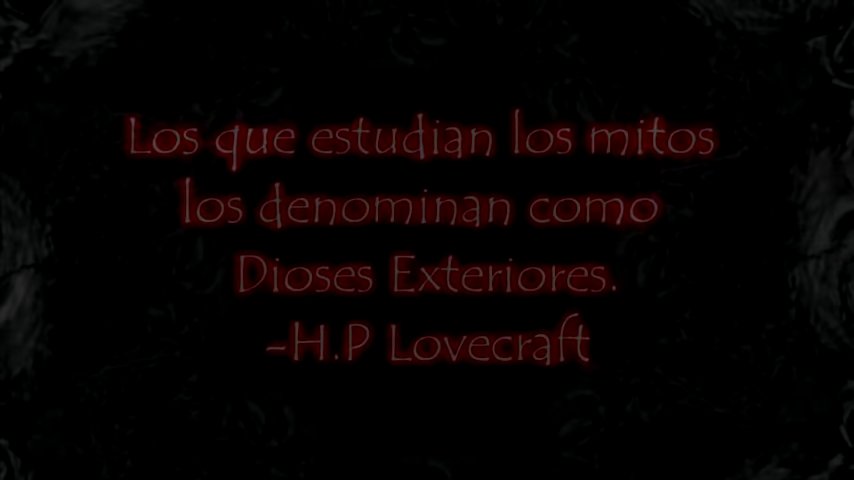 Los que estudian los mitos
los denominan como
Dioses Exteriores.
-H.P Lovecraft